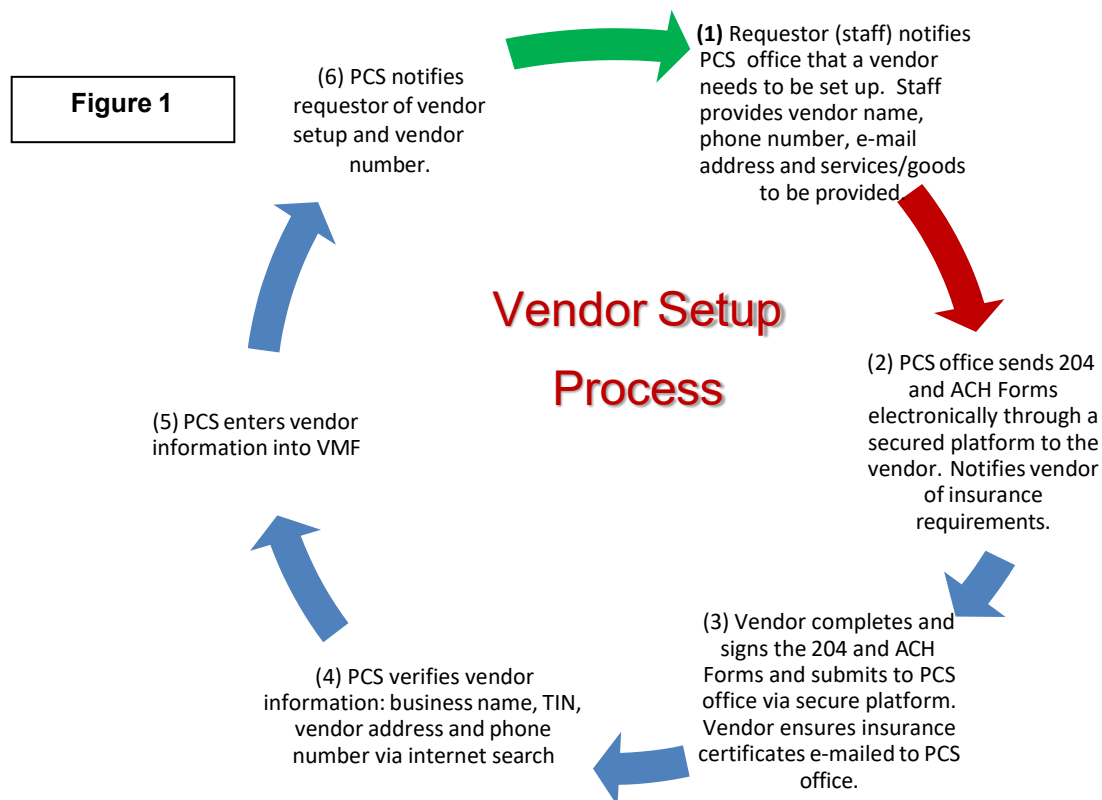 Figure 1
Vendor Setup
Process
(1) Requestor (staff) notifies
PCS office that a vendor
needs to be set up. Staff
provides vendor name,
phone number, e-mail
address and services/goods
to be provided.
(2) PCS office sends 204
and ACH Forms
electronically through a
secured platform to the
vendor. Notifies vendor
of insurance
requirements.
(3) Vendor completes and
signs the 204 and ACH
Forms and submits to PCS
office via secure platform.
Vendor ensures insurance
certificates e-mailed to PCS
office.
(4) PCS verifies vendor
information: business name, TIN,
vendor address and phone
number via internet search
(5) PCS enters vendor
information into VMF
(6) PCS notifies
requestor of vendor
setup and vendor
number.